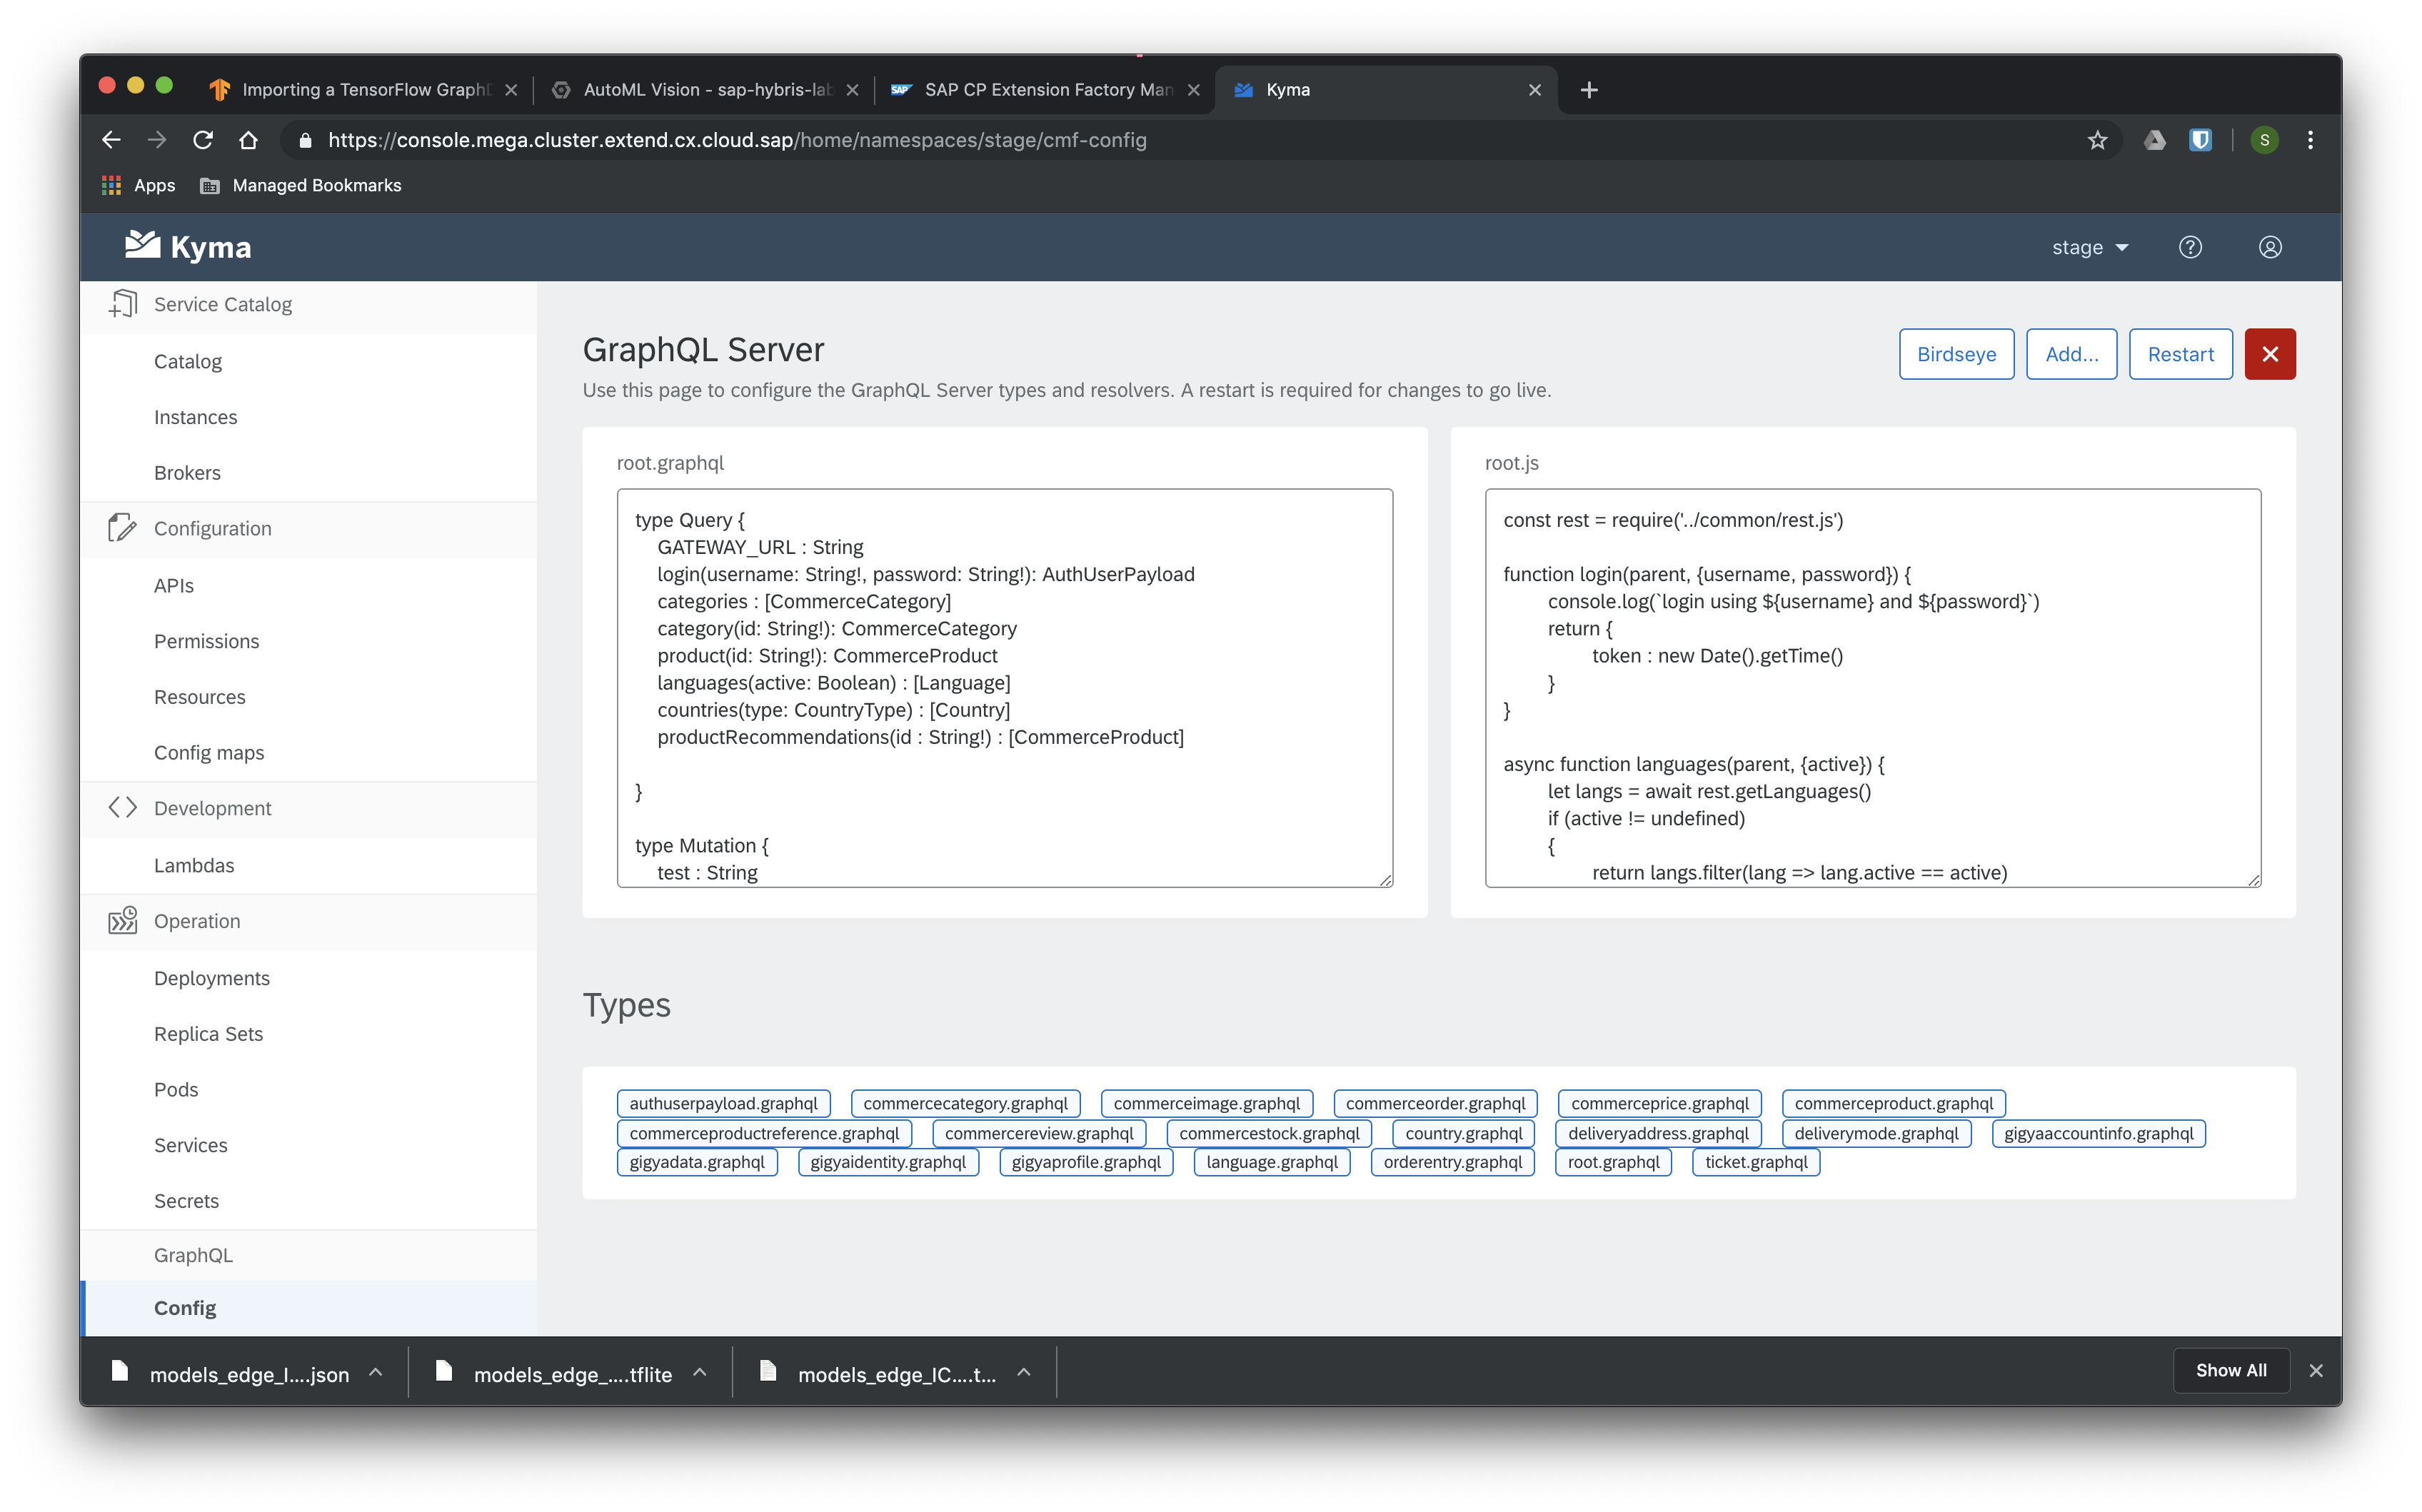 Importing a TensorFlow Graph
AutoML Vision - sap-hybris-lab
SAP
SAP CP Extension Factory Man
Kyma
https://console.mega.cluster.extend.cx.cloud.sap/home/namespaces/stage/cmf-config
S
Apps
Managed Bookmarks
Kyma
stage
?
Service Catalog
Catalog
Instances
Brokers
Configuration
APIs
Permissions
Resources
Config maps
Development
Lambdas
Operation
Deployments
Replica Sets
Pods
Services
Secrets
GraphQL
Config
GraphQL Server
Birdseye
Add...
Restart
Use this page to configure the GraphQL Server types and resolvers. A restart is required for changes to go live.
root.graphql
type Query {
GATEWAY_URL : String
login(username: String!, password: String!): AuthUserPayload
categories : [CommerceCategory]
category(id: String!): CommerceCategory
product(id: String!): CommerceProduct
languages(active: Boolean) : [Language]
countries(type: CountryType) : [Country]
productRecommendations(id : String!) : [CommerceProduct]
}
type Mutation {
test : String
root.js
const rest = require('../common/rest.js')
function login(parent, {username, password}) {
console.log(`login using ${username} and ${password}`)
return {
token : new Date().getTime()
}
}
async function languages(parent, {active}) {
let langs = await rest.getLanguages()
if (active != undefined)
{
return langs.filter(lang => lang.active == active)
Types
authuserpayload.graphql commercecategory.graphql commerceimage.graphql commerceorder.graphql commerceprice.graphql commerceproduct.graphql
commerceproductreference.graphql commercereview.graphql commercestock.graphql country.graphql deliveryaddress.graphql deliverymode.graphql gigyaaccountinfo.graphql
gigyadata.graphql gigyaidentity.graphql gigyaprofile.graphql language.graphql orderentry.graphql root.graphql ticket.graphql
models_edge_I....json
models_edge_....tflite
models_edge_IC....t...
Show All